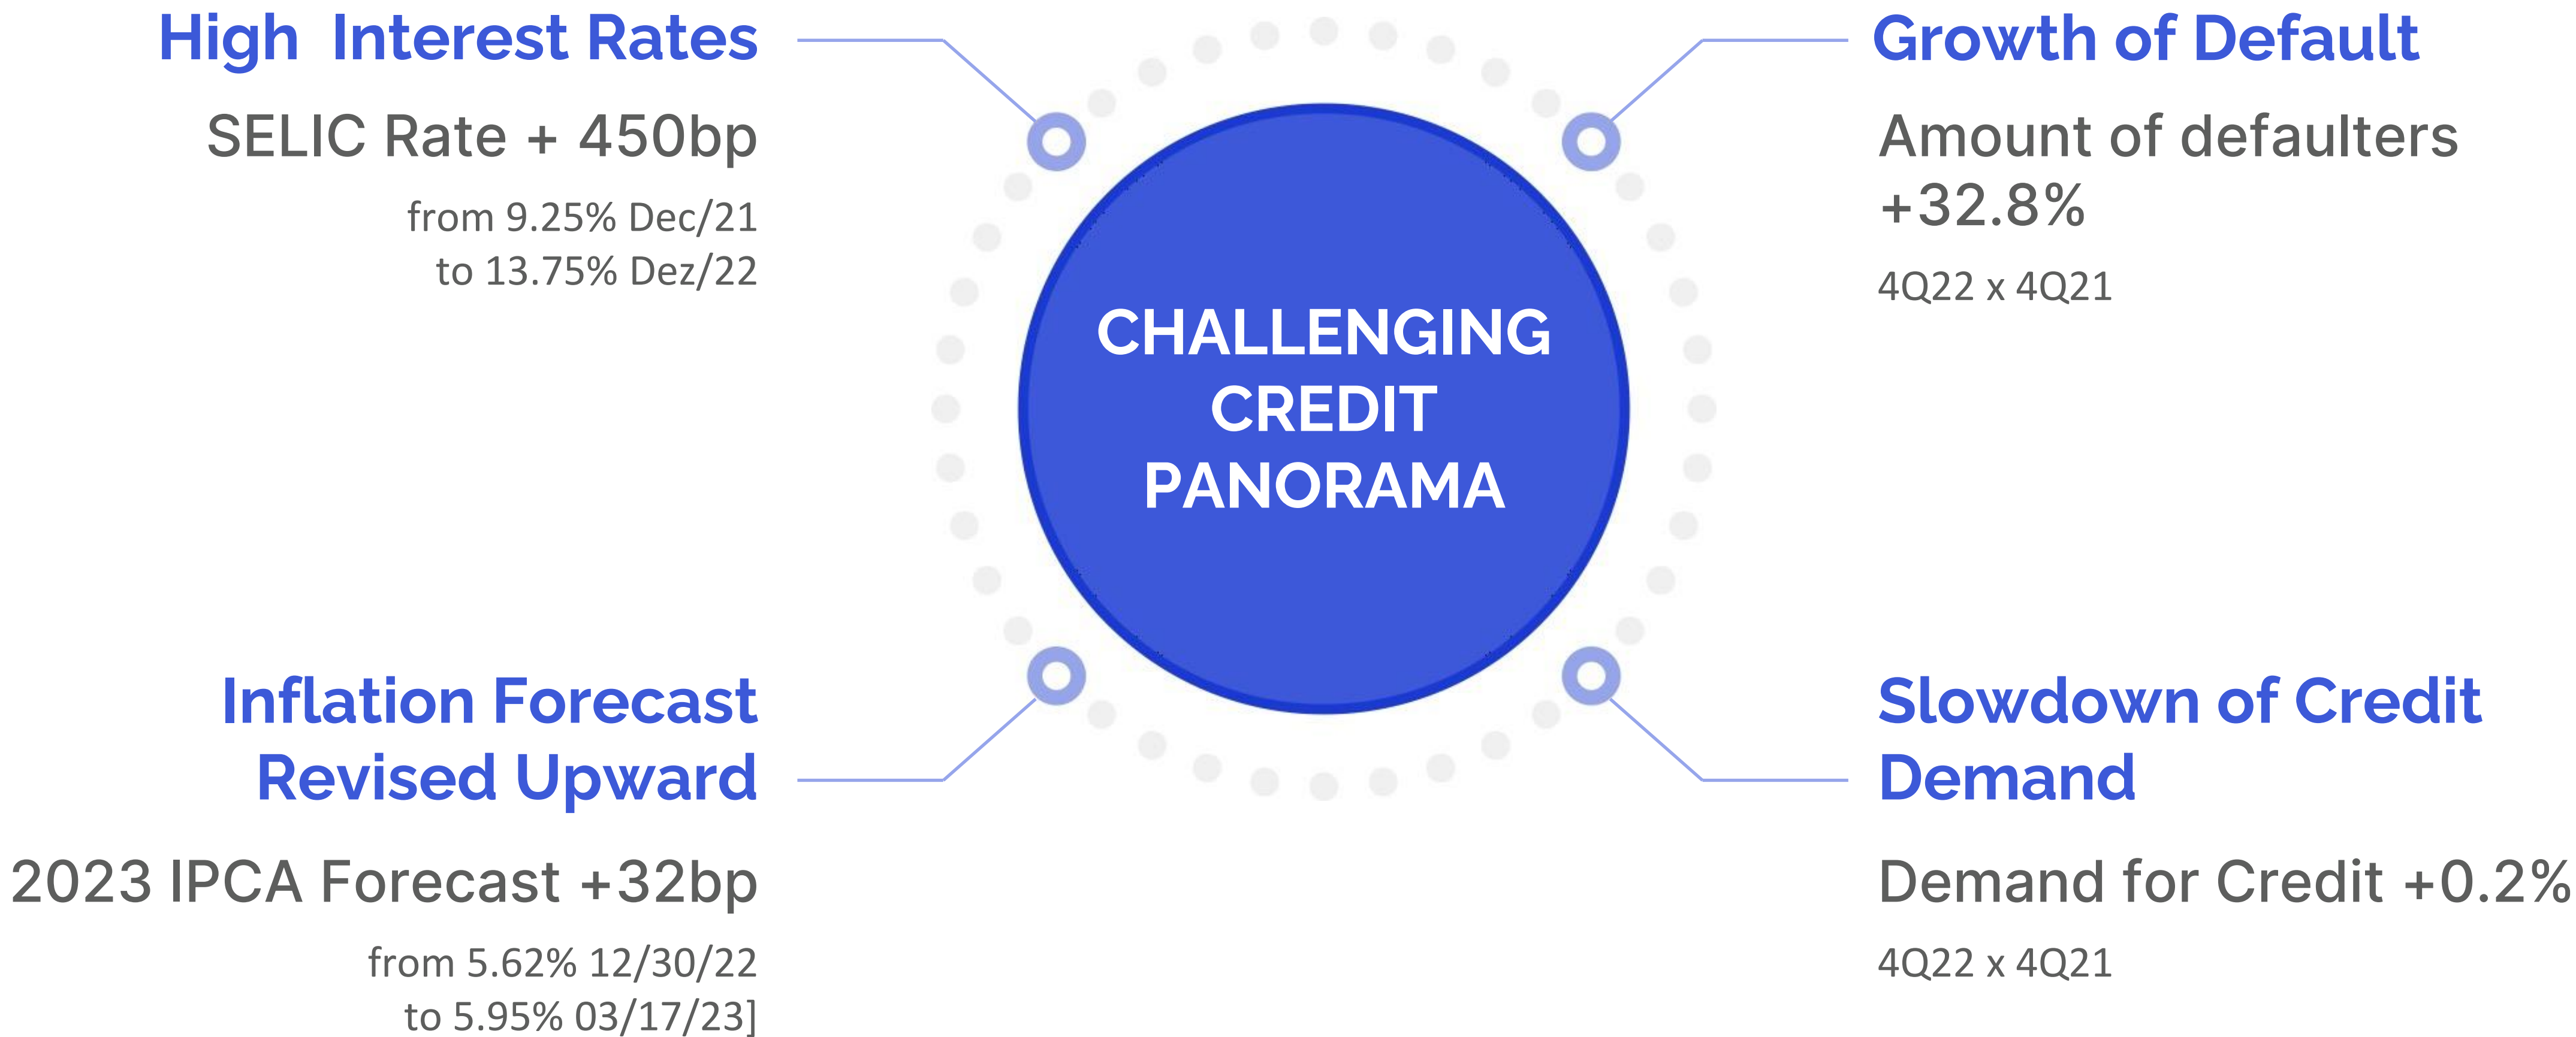 High Interest Rates
SELIC Rate + 450bp
from 9.25% Dec/21
to 13.75% Dez/22
Growth of Default
Amount of defaulters
+32.8%
4Q22 x 4Q21
CHALLENGING
CREDIT
PANORAMA
Inflation Forecast
Revised Upward
2023 IPCA Forecast +32bp
from 5.62% 12/30/22
to 5.95% 03/17/23]
Slowdown of Credit
Demand
Demand for Credit +0.2%
4Q22 x 4Q21